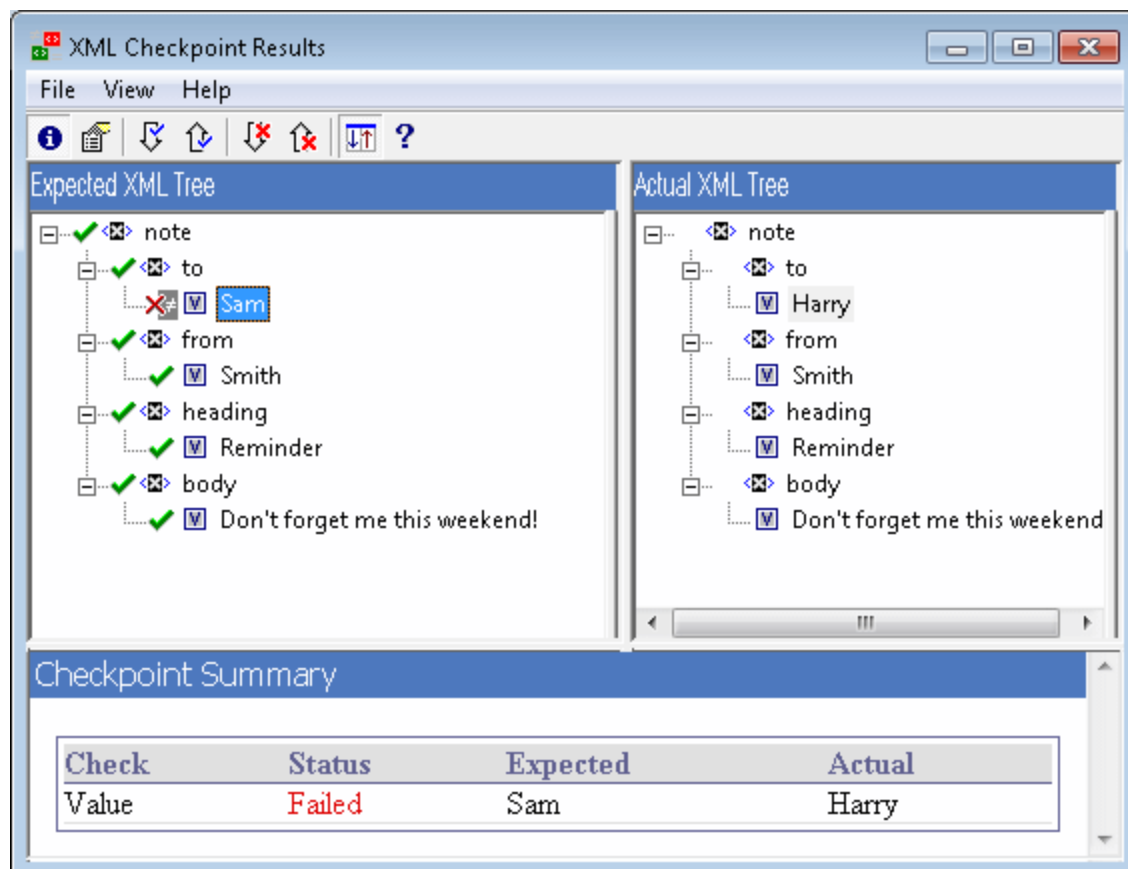 XML Checkpoint Results
File View Help
Expected XML Tree
note
to
Sam
from
Smith
heading
Reminder
body
Don't forget me this weekend!
Actual XML Tree
note
to
Harry
from
Smith
heading
Reminder
body
Don't forget me this weekend
Checkpoint Summary
Check Status Expected Actual
Value Failed Sam Harry